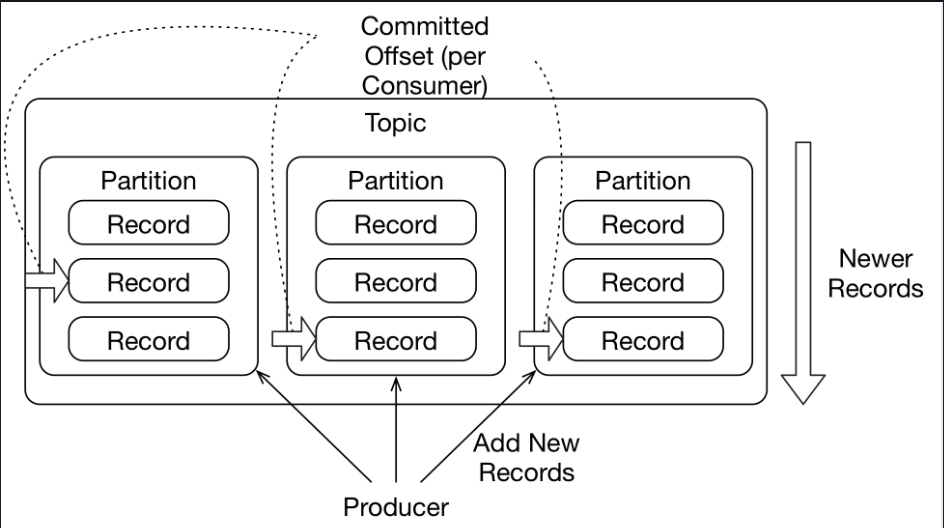 Committed
Offset (per
Consumer)
Topic
Partition
Partition
Partition
Record
Record
Record
Record
Record
Record
Record
Record
Record
Newer
Records
Add New
Records
Producer